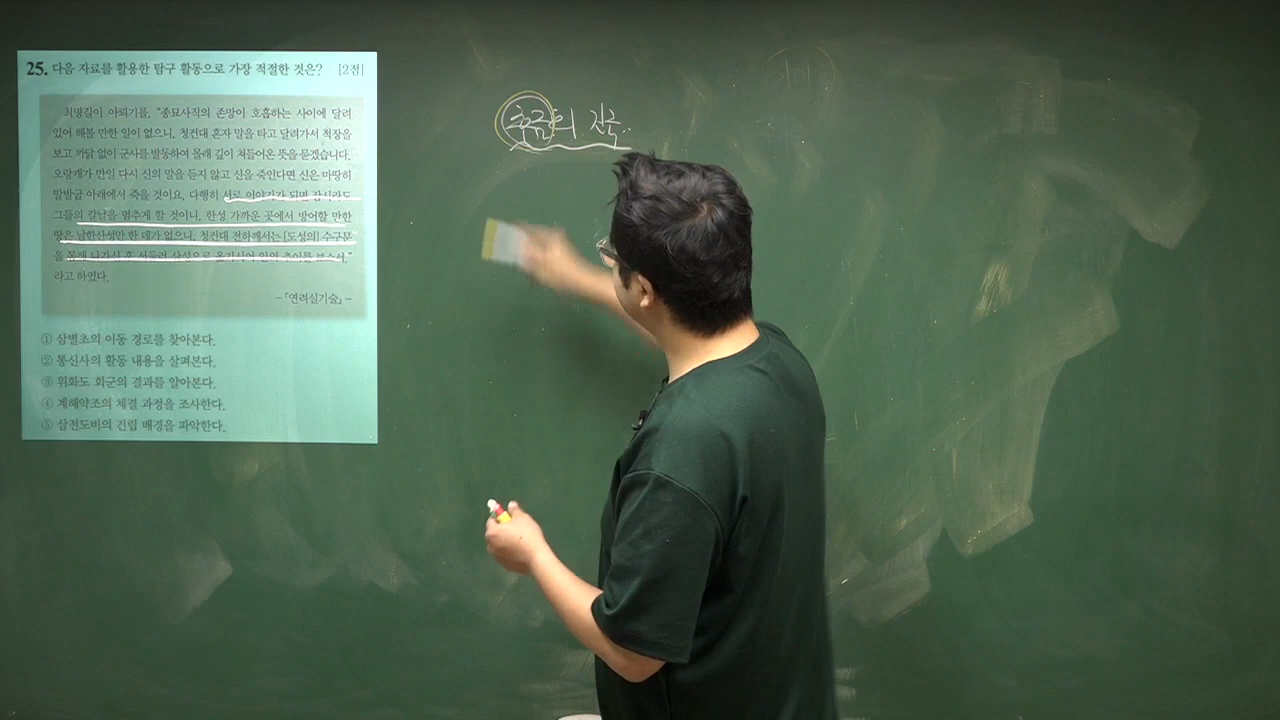 25. 다음 자료를 활용한 탐구 활동으로 가장 적절한 것은? [2점]
최명길이 아뢰기를, "종묘사직의 존망이 호흡하는 사이에 달려
있어 해볼 만한 일이 없으니, 청컨대 혼자 말을 타고 달려가서 적장을
보고 까닭 없이 군사를 발동하여 몰래 깊이 쳐들어온 뜻을 묻겠습니다.
오랑캐가 만일 다시 신의 말을 듣지 않고 신을 죽인다면 신은 마땅히
말발굽 아래에서 죽을 것이요, 다행히 서로 이야기가 되면 잠시라도
그들의 칼날을 멈추게 할 것이니, 한성 가까운 곳에서 방어할 만한
땅은 남한산성만 한 데가 없으니, 청컨대 전하께서는 [도성의] 수구문
을 통해 나가신 후 서둘러 산성으로 옮기시어 일의 추이를 보소서."
라고 하였다.
-「연려실기술」-
① 삼별초의 이동 경로를 찾아본다.
② 통신사의 활동 내용을 살펴본다.
③ 위화도 회군의 결과를 알아본다.
④ 계해약조의 체결 과정을 조사한다.
⑤ 삼전도비의 건립 배경을 파악한다.
후금의 건국